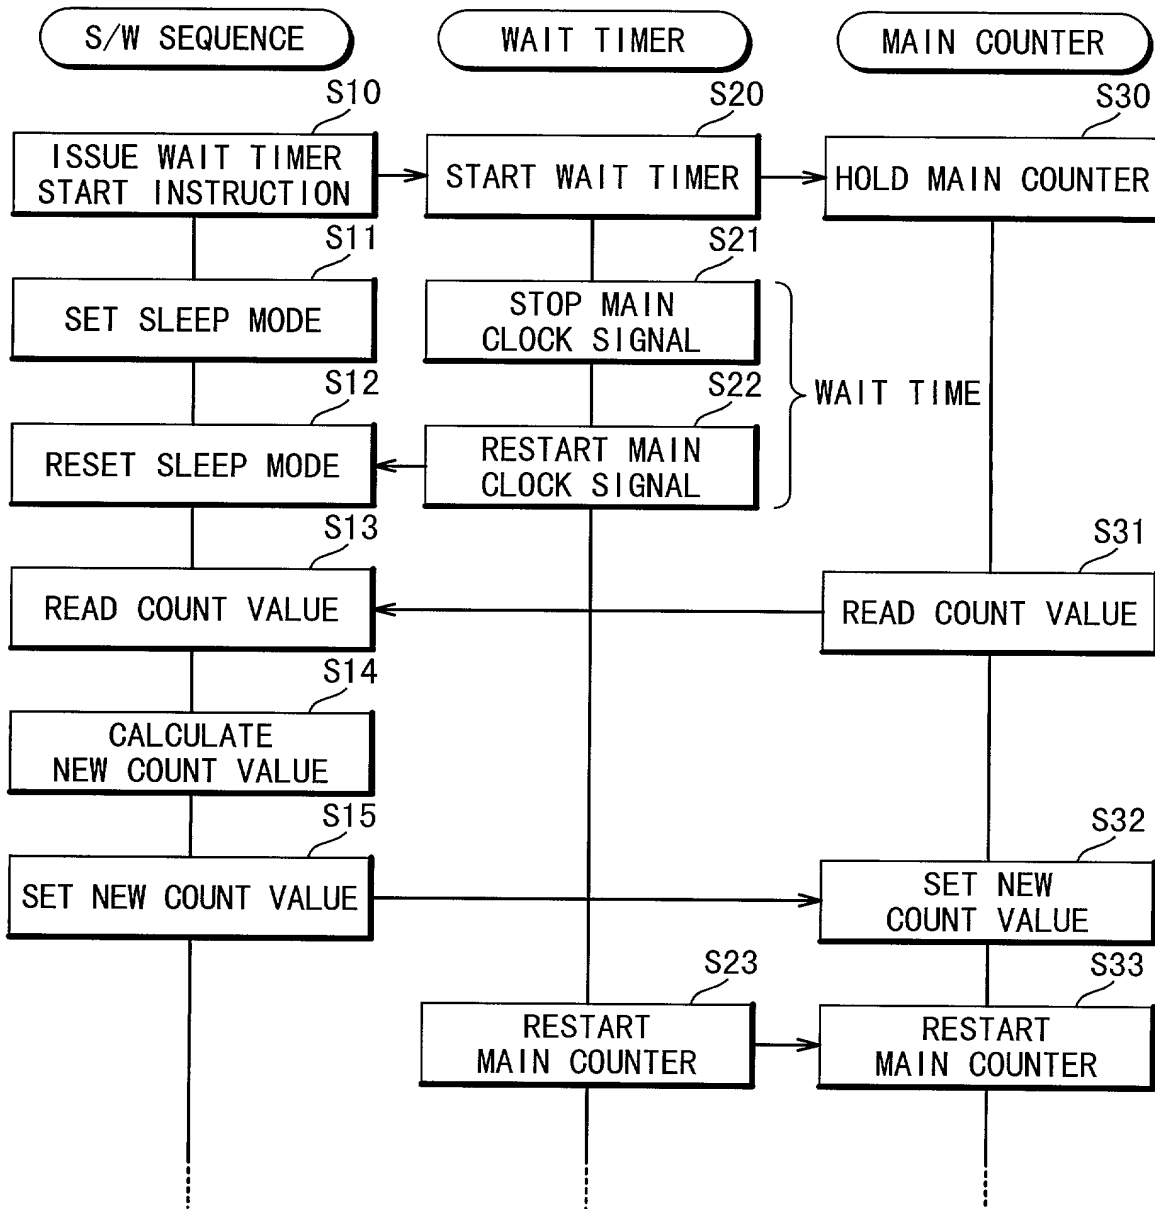 S/W SEQUENCE
WAIT TIMER
MAIN COUNTER
S10
S20
S30
ISSUE WAIT TIMER
START INSTRUCTION
START WAIT TIMER
HOLD MAIN COUNTER
S11
S21
SET SLEEP MODE
STOP MAIN
CLOCK SIGNAL
WAIT TIME
S12
S22
RESET SLEEP MODE
RESTART MAIN
CLOCK SIGNAL
S13
S31
READ COUNT VALUE
READ COUNT VALUE
S14
CALCULATE
NEW COUNT VALUE
S15
S32
SET NEW COUNT VALUE
SET NEW
COUNT VALUE
S23
S33
RESTART
MAIN COUNTER
RESTART
MAIN COUNTER